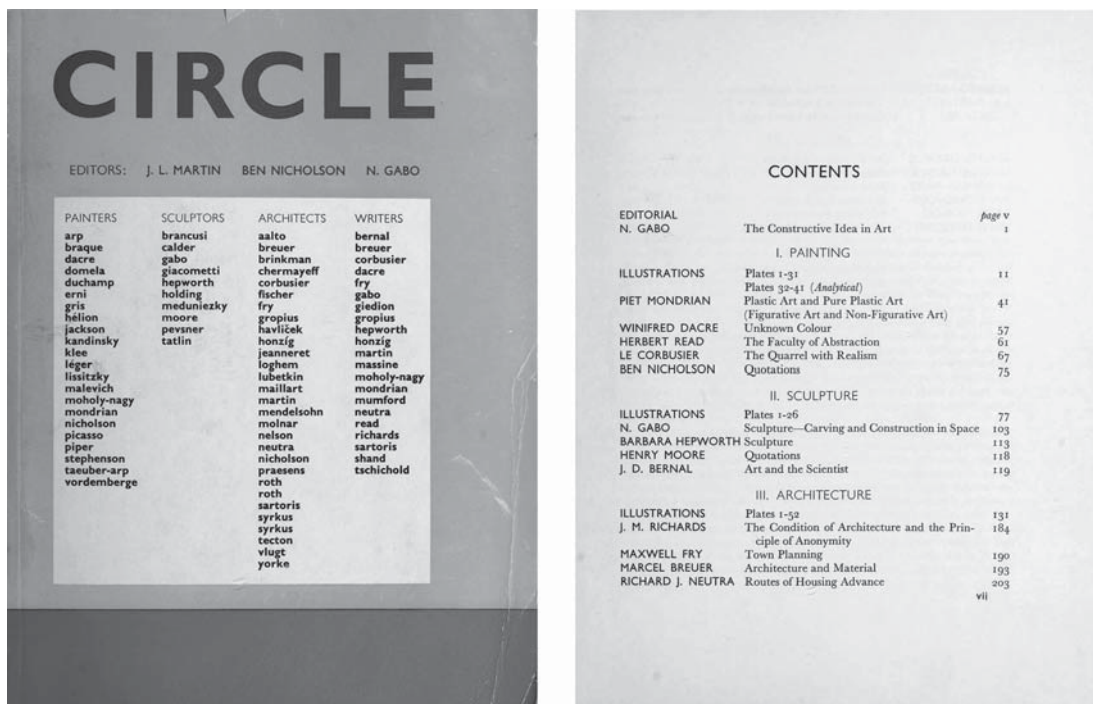 CIRCLE
EDITORS: J. L. MARTIN BEN NICHOLSON N. GABO
PAINTERS
arp
braque
dacre
domela
duchamp
erni
gris
hélion
jackson
kandinsky
klee
léger
lissitzky
malevich
moholy-nagy
mondrian
nicholson
picasso
piper
stephenson
taeuber-arp
vordemberge
SCULPTORS
brancusi
calder
gabo
giacometti
hepworth
holding
meduniezky
moore
pevsner
tatlin
ARCHITECTS
aalto
breuer
brinkman
chermayeff
corbusier
fischer
fry
gropius
havlíček
honzíg
jeanneret
loghem
lubetkin
maillart
martin
mendelsohn
molnar
nelson
neutra
nicholson
praesens
roth
roth
sartoris
syrkus
syrkus
tecton
vlugt
yorke
WRITERS
bernal
breuer
corbusier
dacre
fry
gabo
giedion
gropius
hepworth
honzíg
martin
massine
moholy-nagy
mondrian
mumford
neutra
read
richards
sartoris
shand
tschichold
CONTENTS
EDITORIAL page v
N. GABO The Constructive Idea in Art 1
I. PAINTING
ILLUSTRATIONS Plates 1-31 11
Plates 32-41 (Analytical)
PIET MONDRIAN Plastic Art and Pure Plastic Art 41
(Figurative Art and Non-Figurative Art)
WINIFRED DACRE Unknown Colour 57
HERBERT READ The Faculty of Abstraction 61
LE CORBUSIER The Quarrel with Realism 67
BEN NICHOLSON Quotations 75
II. SCULPTURE
ILLUSTRATIONS Plates 1-26 77
N. GABO Sculpture—Carving and Construction in Space 103
BARBARA HEPWORTH Sculpture 113
HENRY MOORE Quotations 118
J. D. BERNAL Art and the Scientist 119
III. ARCHITECTURE
ILLUSTRATIONS Plates 1-52 131
J. M. RICHARDS The Condition of Architecture and the Prin- 184
ciple of Anonymity
MAXWELL FRY Town Planning 190
MARCEL BREUER Architecture and Material 193
RICHARD J. NEUTRA Routes of Housing Advance 203
vii